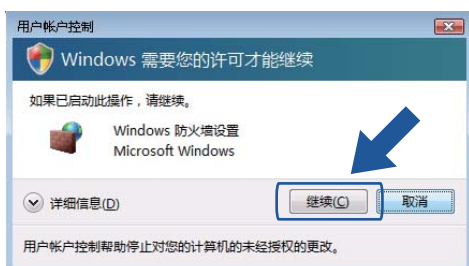 用户帐户控制
Windows 需要您的许可才能继续
如果已启动此操作，请继续。
Windows 防火墙设置
Microsoft Windows
详细信息(D)
继续(C)
取消
用户帐户控制帮助停止对您的计算机的未经授权的更改。